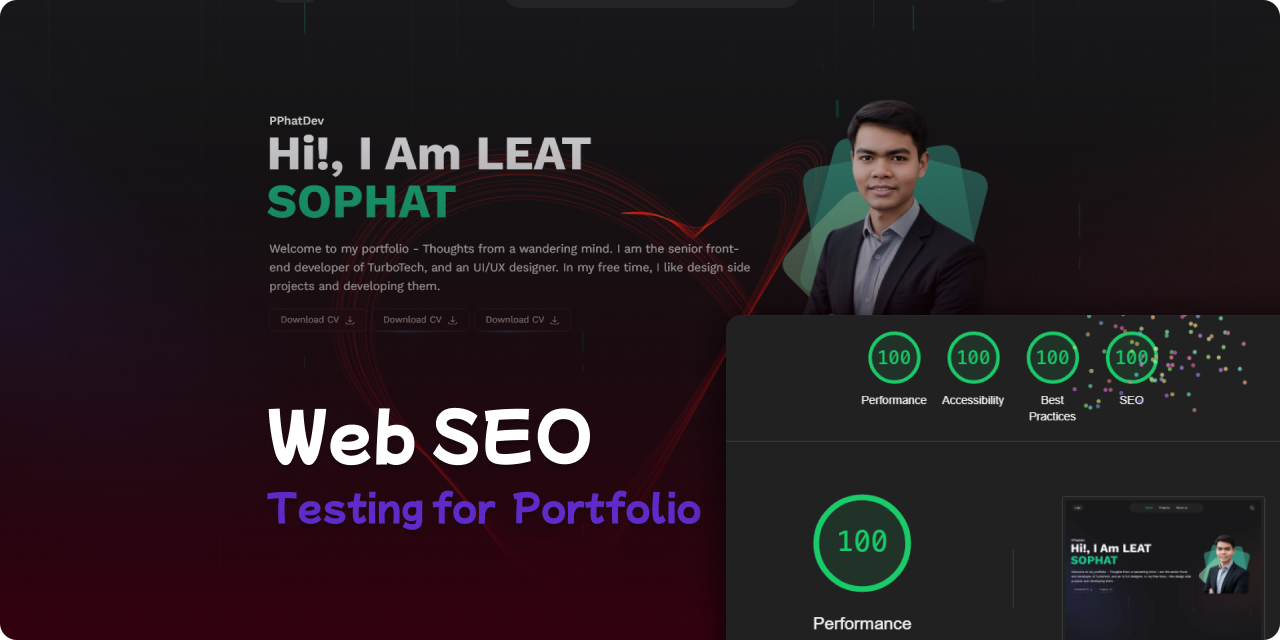 PPhatDev
Hi!, I Am LEAT
SOPHAT
Welcome to my portfolio - Thoughts from a wandering mind. I am the senior front-
end developer of TurboTech, and an UI/UX designer. In my free time, I like design side
projects and developing them.
Download CV
Download CV
Download CV
Web SEO
Testing for Portfolio
100
100
100
100
Performance
Accessibility
Best
Practices
SEO
100
Performance
Hi!, I Am LEAT
SOPHAT